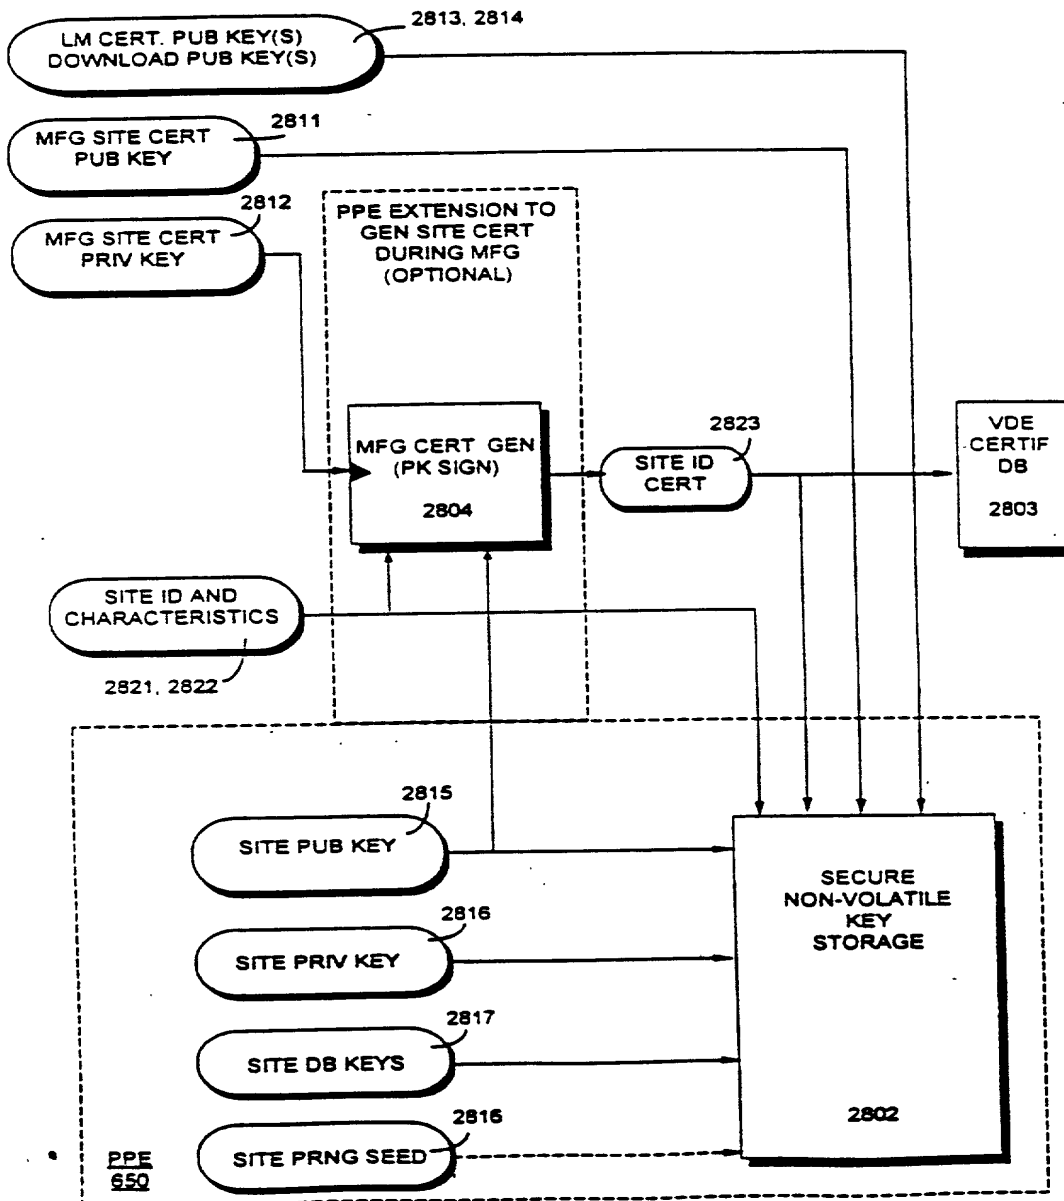 2813, 2814
LM CERT. PUB KEY(S)
DOWNLOAD PUB KEY(S)
2811
MFG SITE CERT
PUB KEY
2812
MFG SITE CERT
PRIV KEY
PPE EXTENSION TO
GEN SITE CERT
DURING MFG
(OPTIONAL)
MFG CERT GEN
(PK SIGN)
2804
2823
SITE ID
CERT
VDE
CERTIF
DB
2803
SITE ID AND
CHARACTERISTICS
2821, 2822
2815
SITE PUB KEY
2816
SITE PRIV KEY
2817
SITE DB KEYS
2816
SITE PRNG SEED
SECURE
NON-VOLATILE
KEY
STORAGE
2802
PPE
650